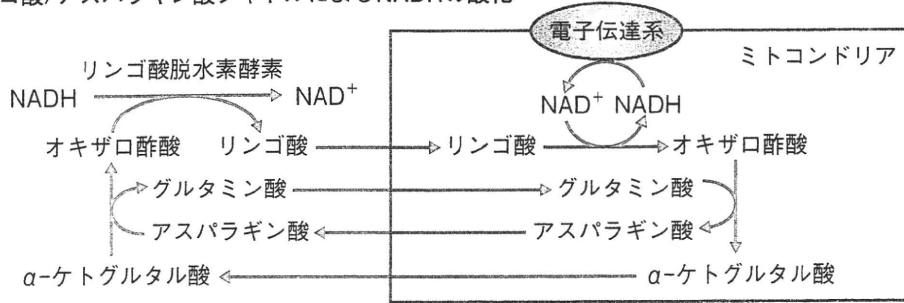 電子伝達系
ミトコンドリア
リンゴ酸脱水素酵素
NADH NAD⁺ NAD⁺ NADH
オキザロ酢酸 リンゴ酸 リンゴ酸 オキザロ酢酸
グルタミン酸 グルタミン酸
アスパラギン酸 アスパラギン酸
α-ケトグルタル酸 α-ケトグルタル酸